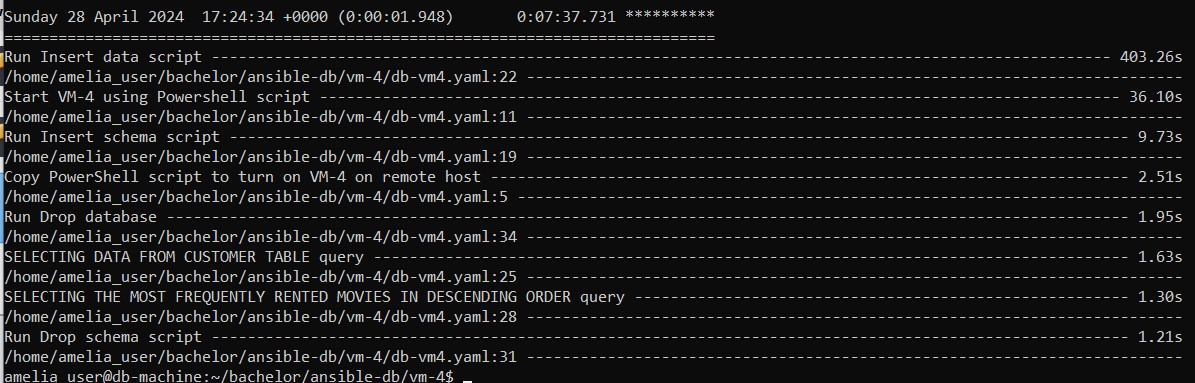 Sunday 28 April 2024  17:24:34 +0000 (0:00:01.948)       0:07:37.731 **********
===============================================================================
Run Insert data script ------------------------------------------------------------------------------------------------------ 403.26s
/home/amelia_user/bachelor/ansible-db/vm-4/db-vm4.yaml:22 ---------------------------------------------------------------------------
Start VM-4 using Powershell script ------------------------------------------------------------------------------------------- 36.10s
/home/amelia_user/bachelor/ansible-db/vm-4/db-vm4.yaml:11 ---------------------------------------------------------------------------
Run Insert schema script ------------------------------------------------------------------------------------------------------ 9.73s
/home/amelia_user/bachelor/ansible-db/vm-4/db-vm4.yaml:19 ---------------------------------------------------------------------------
Copy PowerShell script to turn on VM-4 on remote host ------------------------------------------------------------------------- 2.51s
/home/amelia_user/bachelor/ansible-db/vm-4/db-vm4.yaml:5 ----------------------------------------------------------------------------
Run Drop database ------------------------------------------------------------------------------------------------------------- 1.95s
/home/amelia_user/bachelor/ansible-db/vm-4/db-vm4.yaml:34 ---------------------------------------------------------------------------
SELECTING DATA FROM CUSTOMER TABLE query -------------------------------------------------------------------------------------- 1.63s
/home/amelia_user/bachelor/ansible-db/vm-4/db-vm4.yaml:25 ---------------------------------------------------------------------------
SELECTING THE MOST FREQUENTLY RENTED MOVIES IN DESCENDING ORDER query --------------------------------------------------------- 1.30s
/home/amelia_user/bachelor/ansible-db/vm-4/db-vm4.yaml:28 ---------------------------------------------------------------------------
Run Drop schema script -------------------------------------------------------------------------------------------------------- 1.21s
/home/amelia_user/bachelor/ansible-db/vm-4/db-vm4.yaml:31 ---------------------------------------------------------------------------
amelia_user@db-machine:~/bachelor/ansible-db/vm-4$ _